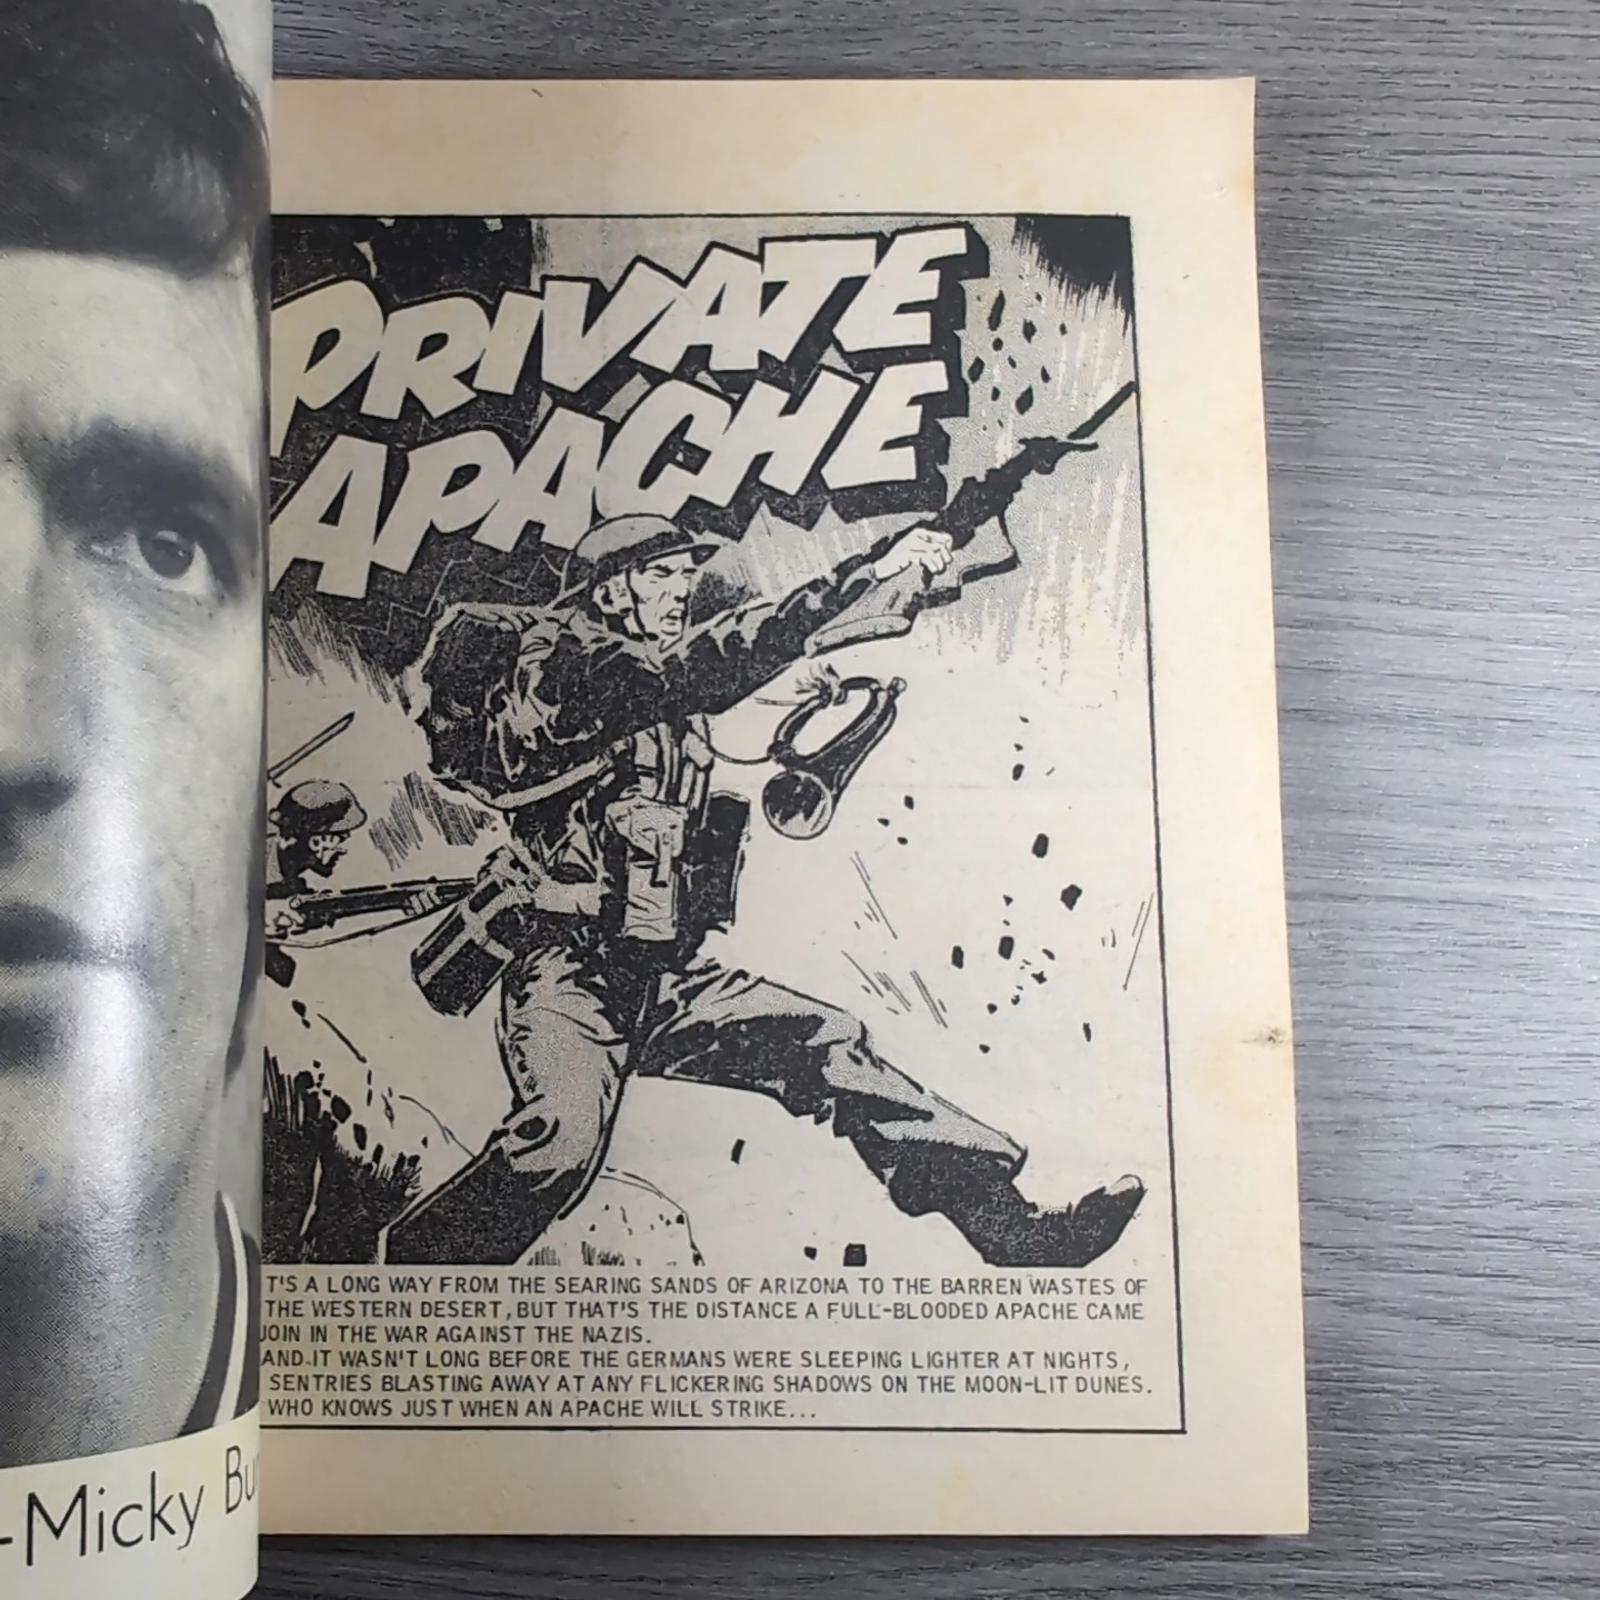 -Micky
PRIVATE
APACHE
T'S A LONG WAY FROM THE SEARING SANDS OF ARIZONA TO THE BARREN WASTES OF
THE WESTERN DESERT, BUT THAT'S THE DISTANCE A FULL-BLOODED APACHE CAME
JOIN IN THE WAR AGAINST THE NAZIS.
AND IT WASN'T LONG BEFORE THE GERMANS WERE SLEEPING LIGHTER AT NIGHTS,
SENTRIES BLASTING AWAY AT ANY FLICKERING SHADOWS ON THE MOON-LIT DUNES.
WHO KNOWS JUST WHEN AN APACHE WILL STRIKE...